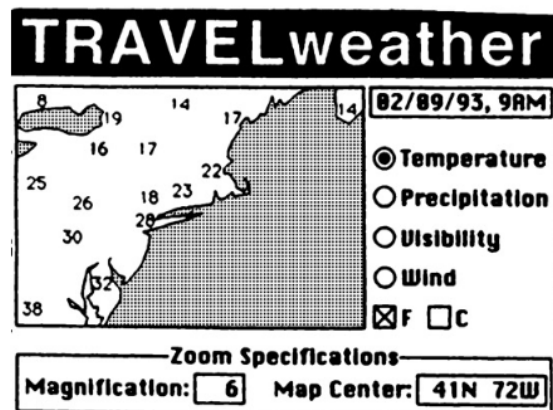 TRAVELweather
8 14 14
19 17
02/09/93, 9AM
16 17
Temperature
22
25 23
18
26
Precipitation
28
30
Visibility
32
Wind
38
F C
Zoom Specifications
Magnification: 6 Map Center: 41N 72W